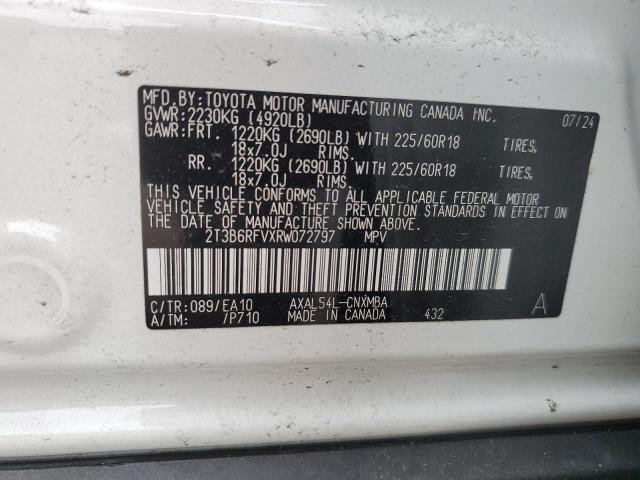 MFD.BY:TOYOTA MOTOR MANUFACTURING CANADA INC. 07/24
GVWR:2230KG (4920LB)
GAWR:FRT. 1220KG (2690LB) WITH 225/60R18 TIRES,
18x7.0J RIMS.
RR. 1220KG (2690LB) WITH 225/60R18 TIRES,
18x7.0J RIMS.
THIS VEHICLE CONFORMS TO ALL APPLICABLE FEDERAL MOTOR
VEHICLE SAFETY AND THEFT PREVENTION STANDARDS IN EFFECT ON
THE DATE OF MANUFACTURE SHOWN ABOVE.
2T3B6RFVXRW072797 MPV
C/TR:089/EA10 AXAL54L-CNXMBA A
A/TM: /P710 MADE IN CANADA 432